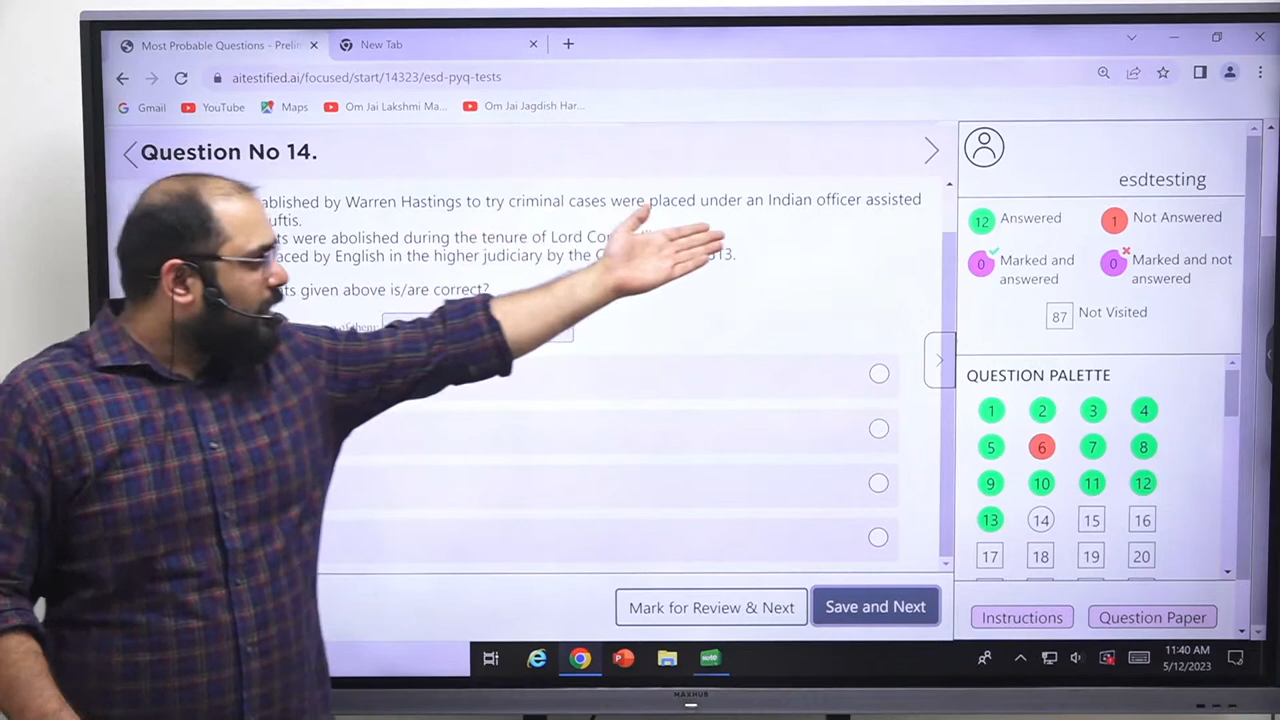 Most Probable Questions - Prelin
New Tab
aitestified.ai/focused/start/14323/esd-pyq-tests
Gmail YouTube Maps Om Jai Lakshmi Ma... Om Jai Jagdish Har...
Question No 14.
ablished by Warren Hastings to try criminal cases were placed under an Indian officer assisted
uftis.
ts were abolished during the tenure of Lord
aced by English in the higher judiciary by the 13.
nts given above is/are correct?
of them:
esdtesting
12 Answered
1 Not Answered
0 Marked and answered
0 Marked and not answered
87 Not Visited
QUESTION PALETTE
1 2 3 4
5 6 7 8
9 10 11 12
13 14 15 16
17 18 19 20
Mark for Review & Next
Save and Next
Instructions
Question Paper
11:40 AM
5/12/2023
MAXHUB